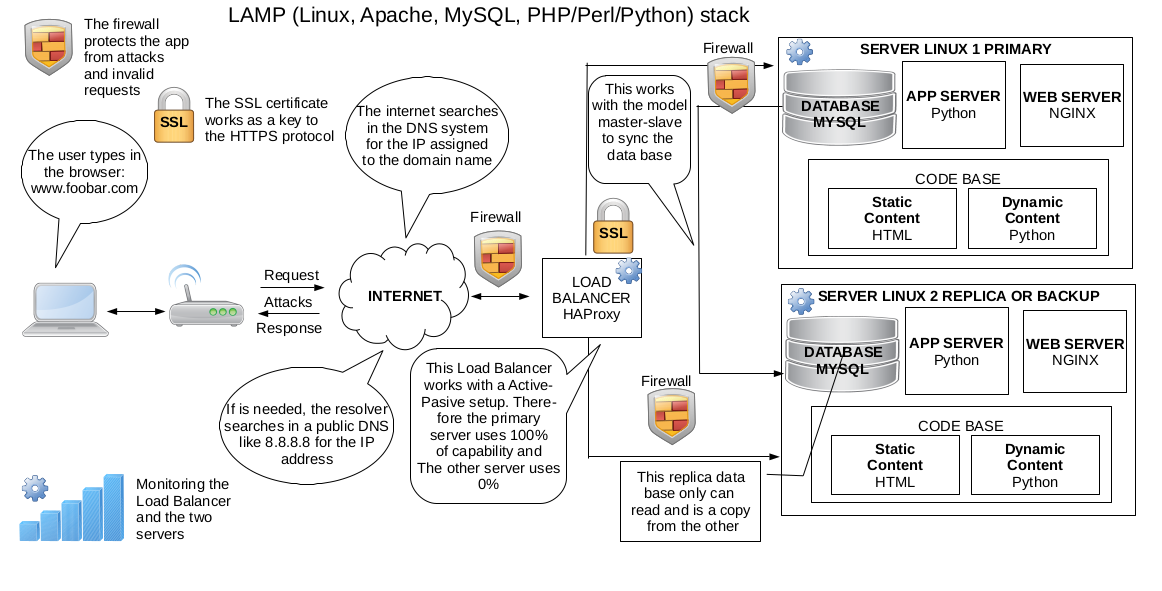 LAMP (Linux, Apache, MySQL, PHP/Perl/Python) stack
The firewall
protects the app
from attacks
and invalid
requests
SSL
The SSL certificate
works as a key to
the HTTPS protocol
The user types in
the browser:
www.foobar.com
The internet searches
in the DNS system
for the IP assigned
to the domain name
Request
Attacks
Response
INTERNET
If is needed, the resolver
searches in a public DNS
like 8.8.8.8 for the IP
address
Monitoring the
Load Balancer
and the two
servers
Firewall
SSL
LOAD
BALANCER
HAProxy
This Load Balancer
works with a Active-
Pasive setup. There-
fore the primary
server uses 100%
of capability and
The other server uses
0%
This works
with the model
master-slave
to sync the
data base
Firewall
Firewall
This replica data
base only can
read and is a copy
from the other
SERVER LINUX 1 PRIMARY
DATABASE
MYSQL
APP SERVER
Python
WEB SERVER
NGINX
CODE BASE
Static
Content
HTML
Dynamic
Content
Python
SERVER LINUX 2 REPLICA OR BACKUP
DATABASE
MYSQL
APP SERVER
Python
WEB SERVER
NGINX
CODE BASE
Static
Content
HTML
Dynamic
Content
Python